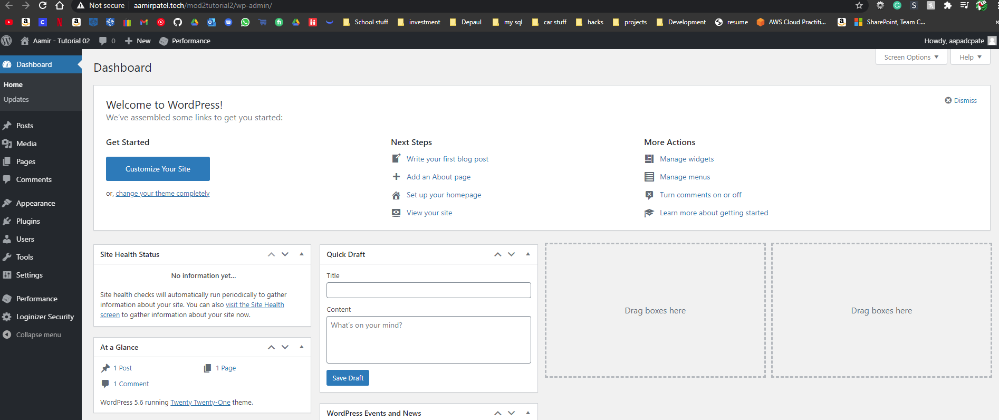 Not secure | aamirpatel.tech/mod2tutorial2/wp-admin/
School stuff investment Depaul my sql car stuff hacks projects Development resume AWS Cloud Practiti... SharePoint, Team C...
Aamir - Tutorial 02 0 New Performance Howdy, aapadcpate
Dashboard
Home
Updates
Posts
Media
Pages
Comments
Appearance
Plugins
Users
Tools
Settings
Performance
Loginizer Security
Collapse menu
Screen Options Help
Dashboard
Welcome to WordPress!
Dismiss
We've assembled some links to get you started:
Get Started
Customize Your Site
or, change your theme completely
Next Steps
Write your first blog post
Add an About page
Set up your homepage
View your site
More Actions
Manage widgets
Manage menus
Turn comments on or off
Learn more about getting started
Site Health Status
No information yet...
Site health checks will automatically run periodically to gather
information about your site. You can also visit the Site Health
screen to gather information about your site now.
At a Glance
1 Post 1 Page
1 Comment
WordPress 5.6 running Twenty Twenty-One theme.
Quick Draft
Title
Content
What's on your mind?
Save Draft
WordPress Events and News
Drag boxes here
Drag boxes here